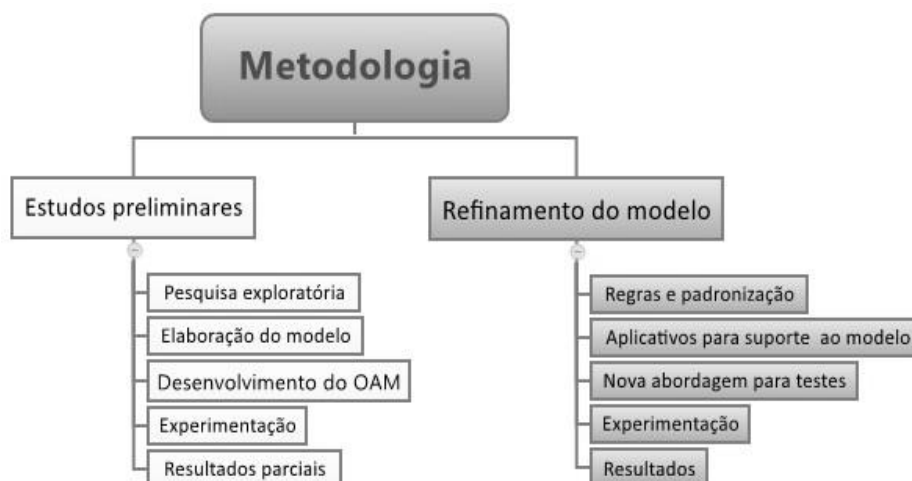 Metodologia
Estudos preliminares
Pesquisa exploratória
Elaboração do modelo
Desenvolvimento do OAM
Experimentação
Resultados parciais
Refinamento do modelo
Regras e padronização
Aplicativos para suporte ao modelo
Nova abordagem para testes
Experimentação
Resultados